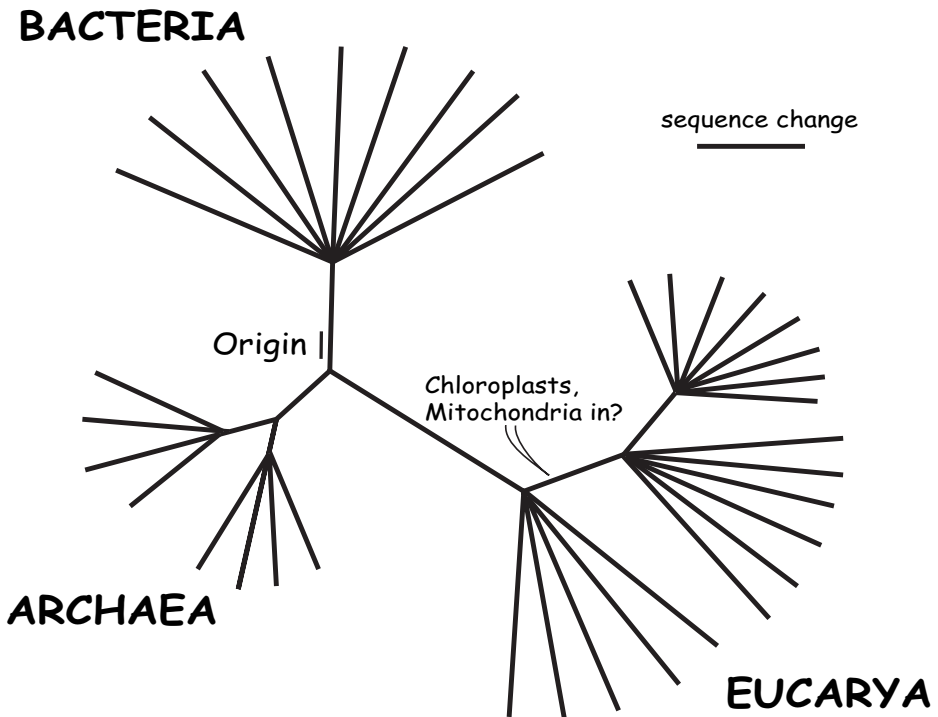 BACTERIA
sequence change
Origin
Chloroplasts,
Mitochondria in?
ARCHAEA
EUCARYA